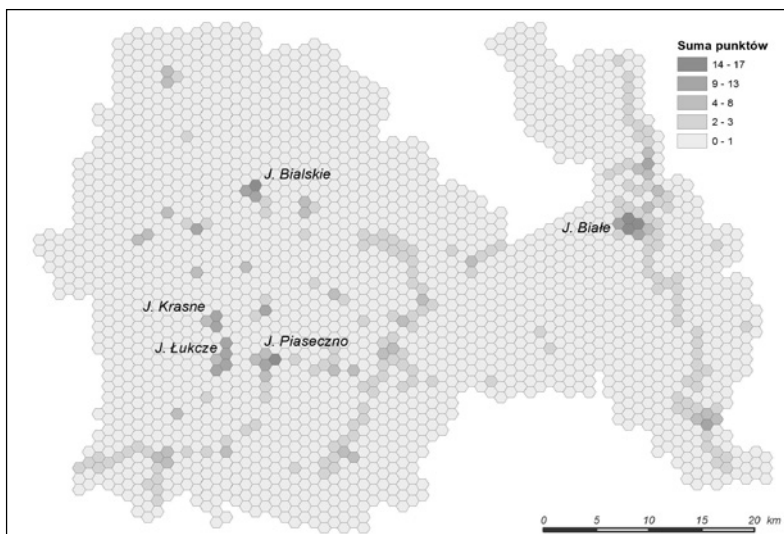 Suma punktów
14 - 17
9 - 13
4 - 8
2 - 3
0 - 1
J. Bialskie
J. Białe
J. Krasne
J. Łukcze
J. Piaseczno
0 5 10 15 20 km